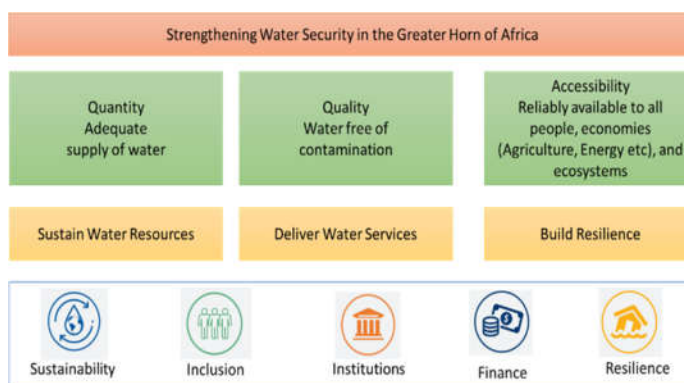 Strengthening Water Security in the Greater Horn of Africa
Quantity
Adequate
supply of water
Quality
Water free of
contamination
Accessibility
Reliably available to all
people, economies
(Agriculture, Energy etc), and
ecosystems
Sustain Water Resources
Deliver Water Services
Build Resilience
Sustainability
Inclusion
Institutions
Finance
Resilience